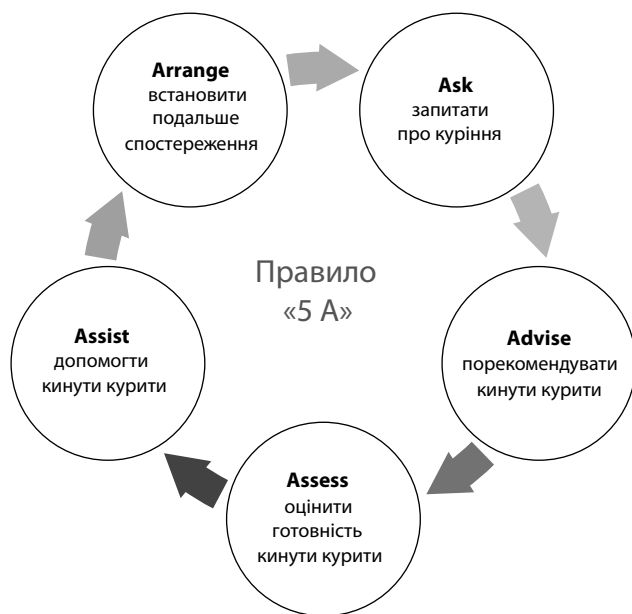 Правило
«5 А»
Ask
запитати
про куріння
Advise
порекомендувати
кинути курити
Assess
оцінити
готовність
кинути курити
Assist
допомогти
кинути курити
Arrange
встановити
подальше
спостереження